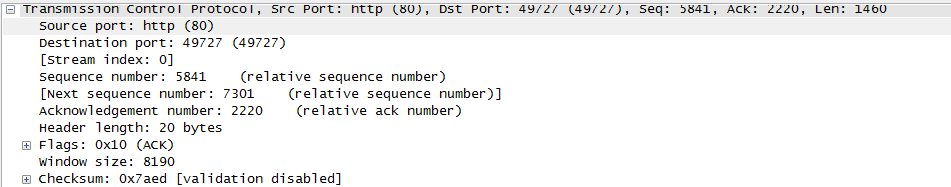 Transmission Control Protocol, Src Port: http (80), Dst Port: 49727 (49727), Seq: 5841, Ack: 2220, Len: 1460
Source port: http (80)
Destination port: 49727 (49727)
[Stream index: 0]
Sequence number: 5841 (relative sequence number)
[Next sequence number: 7301 (relative sequence number)]
Acknowledgement number: 2220 (relative ack number)
Header length: 20 bytes
Flags: 0x10 (ACK)
Window size: 8190
Checksum: 0x7aed [validation disabled]